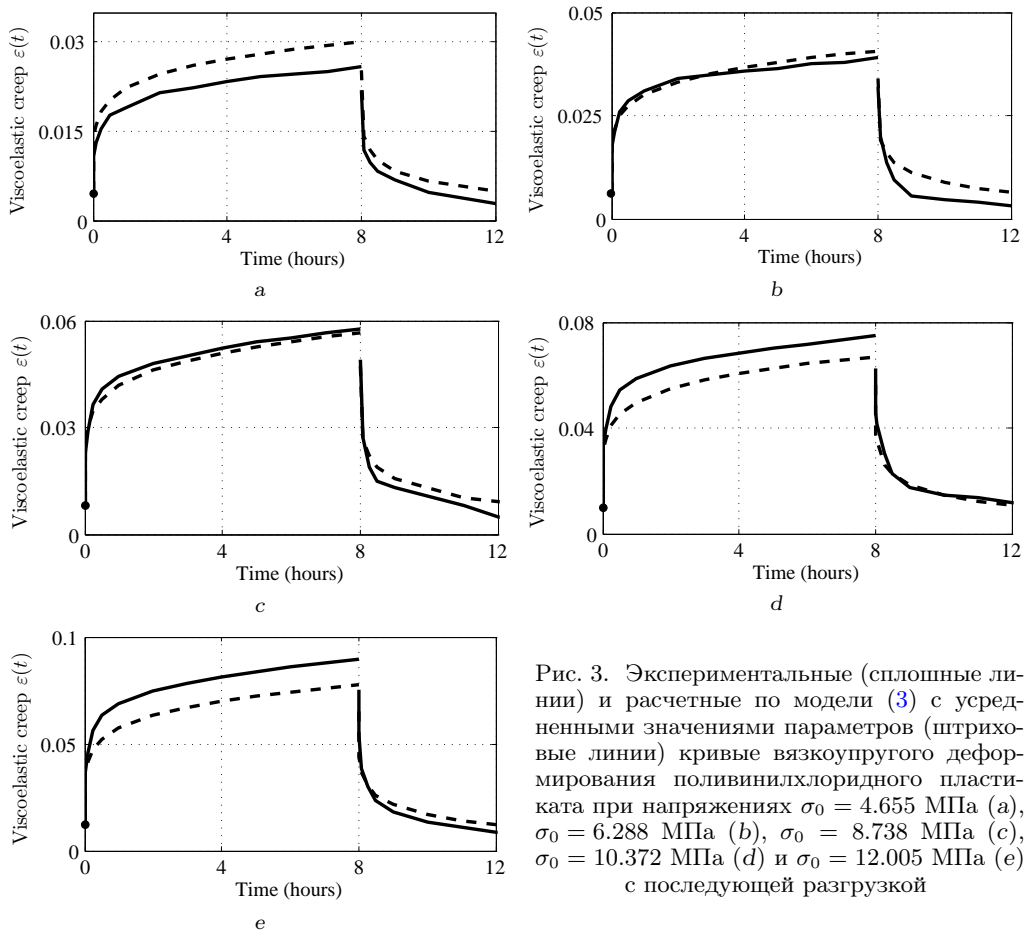 Viscoelastic creep ε(t)
0.03
0.015
0
0
4
8
12
Time (hours)
a
Viscoelastic creep ε(t)
0.05
0.025
0
0
4
8
12
Time (hours)
b
Viscoelastic creep ε(t)
0.06
0.03
0
0
4
8
12
Time (hours)
c
Viscoelastic creep ε(t)
0.08
0.04
0
0
4
8
12
Time (hours)
d
Viscoelastic creep ε(t)
0.1
0.05
0
0
4
8
12
Time (hours)
e
Рис. 3. Экспериментальные (сплошные ли-
нии) и расчетные по модели (3) с усред-
ненными значениями параметров (штрихо-
вые линии) кривые вязкоупругого дефор-
мирования поливинилхлоридного пласти-
ката при напряжениях σ₀ = 4.655 МПа (a),
σ₀ = 6.288 МПа (b), σ₀ = 8.738 МПа (c),
σ₀ = 10.372 МПа (d) и σ₀ = 12.005 МПа (e)
с последующей разгрузкой